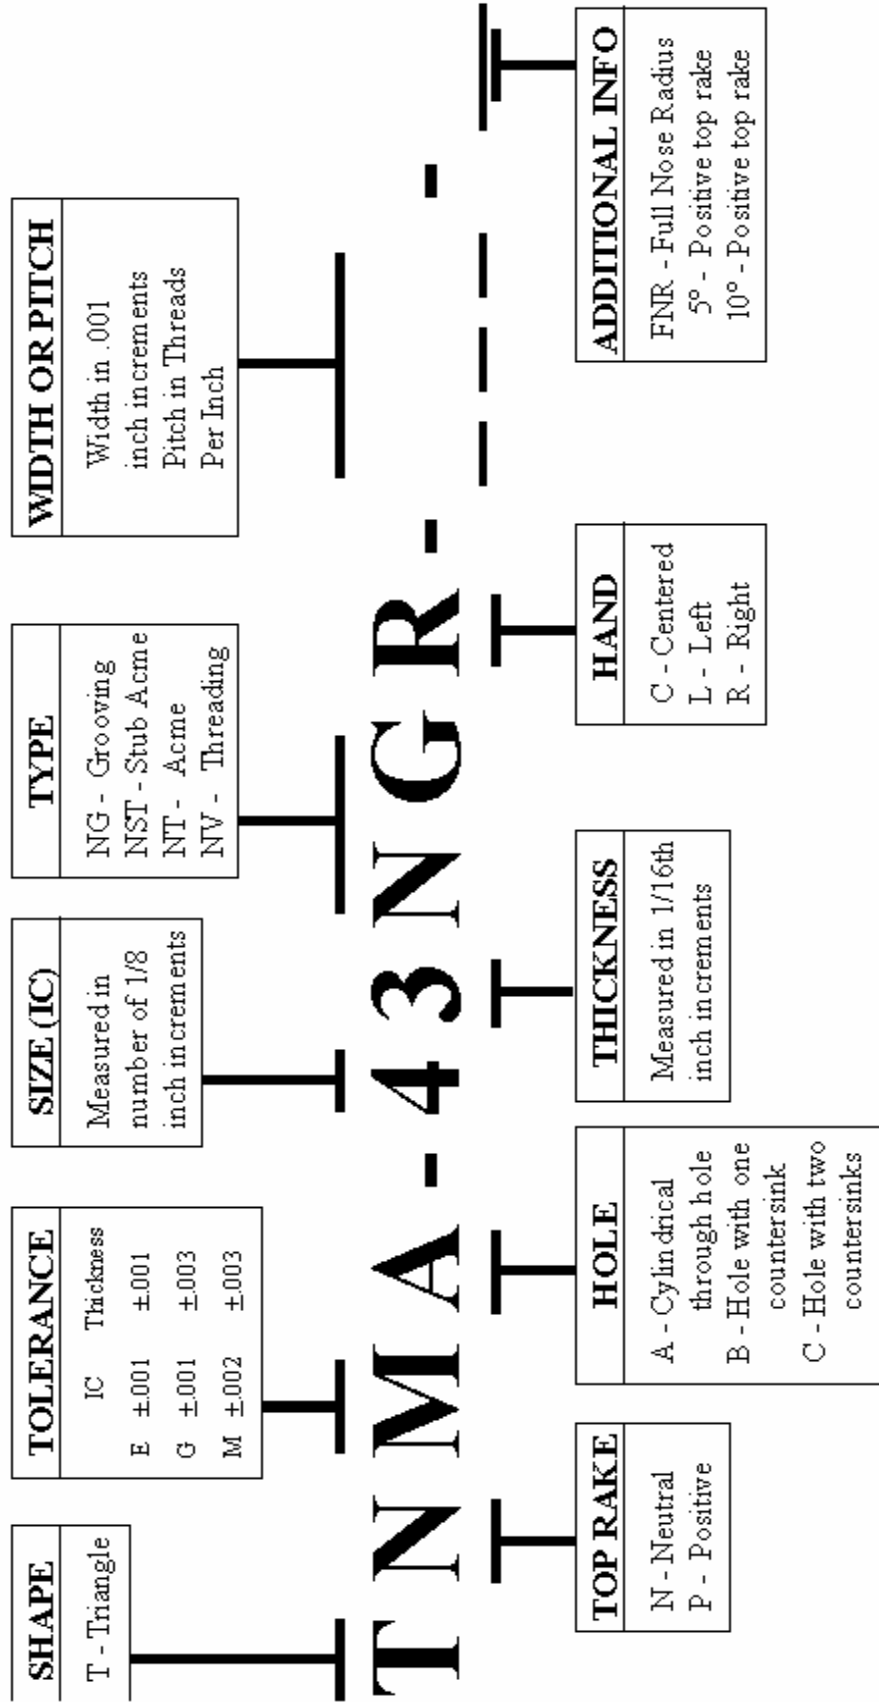 SHAPE
T - Triangle
TOLERANCE
IC Thickness
E ±.001 ±.001
G ±.001 ±.003
M ±.002 ±.003
SIZE (IC)
Measured in
number of 1/8
inch increments
TYPE
NG - Grooving
NST - Stub Acme
NT - Acme
NV - Threading
WIDTH OR PITCH
Width in .001
inch increments
Pitch in Threads
Per Inch
T N M A - 4 3 N G R - _ _ _ - _
TOP RAKE
N - Neutral
P - Positive
HOLE
A - Cylindrical
through hole
B - Hole with one
countersink
C - Hole with two
countersinks
THICKNESS
Measured in 1/16th
inch increments
HAND
C - Centered
L - Left
R - Right
ADDITIONAL INFO
FNR - Full Nose Radius
5° - Positive top rake
10° - Positive top rake